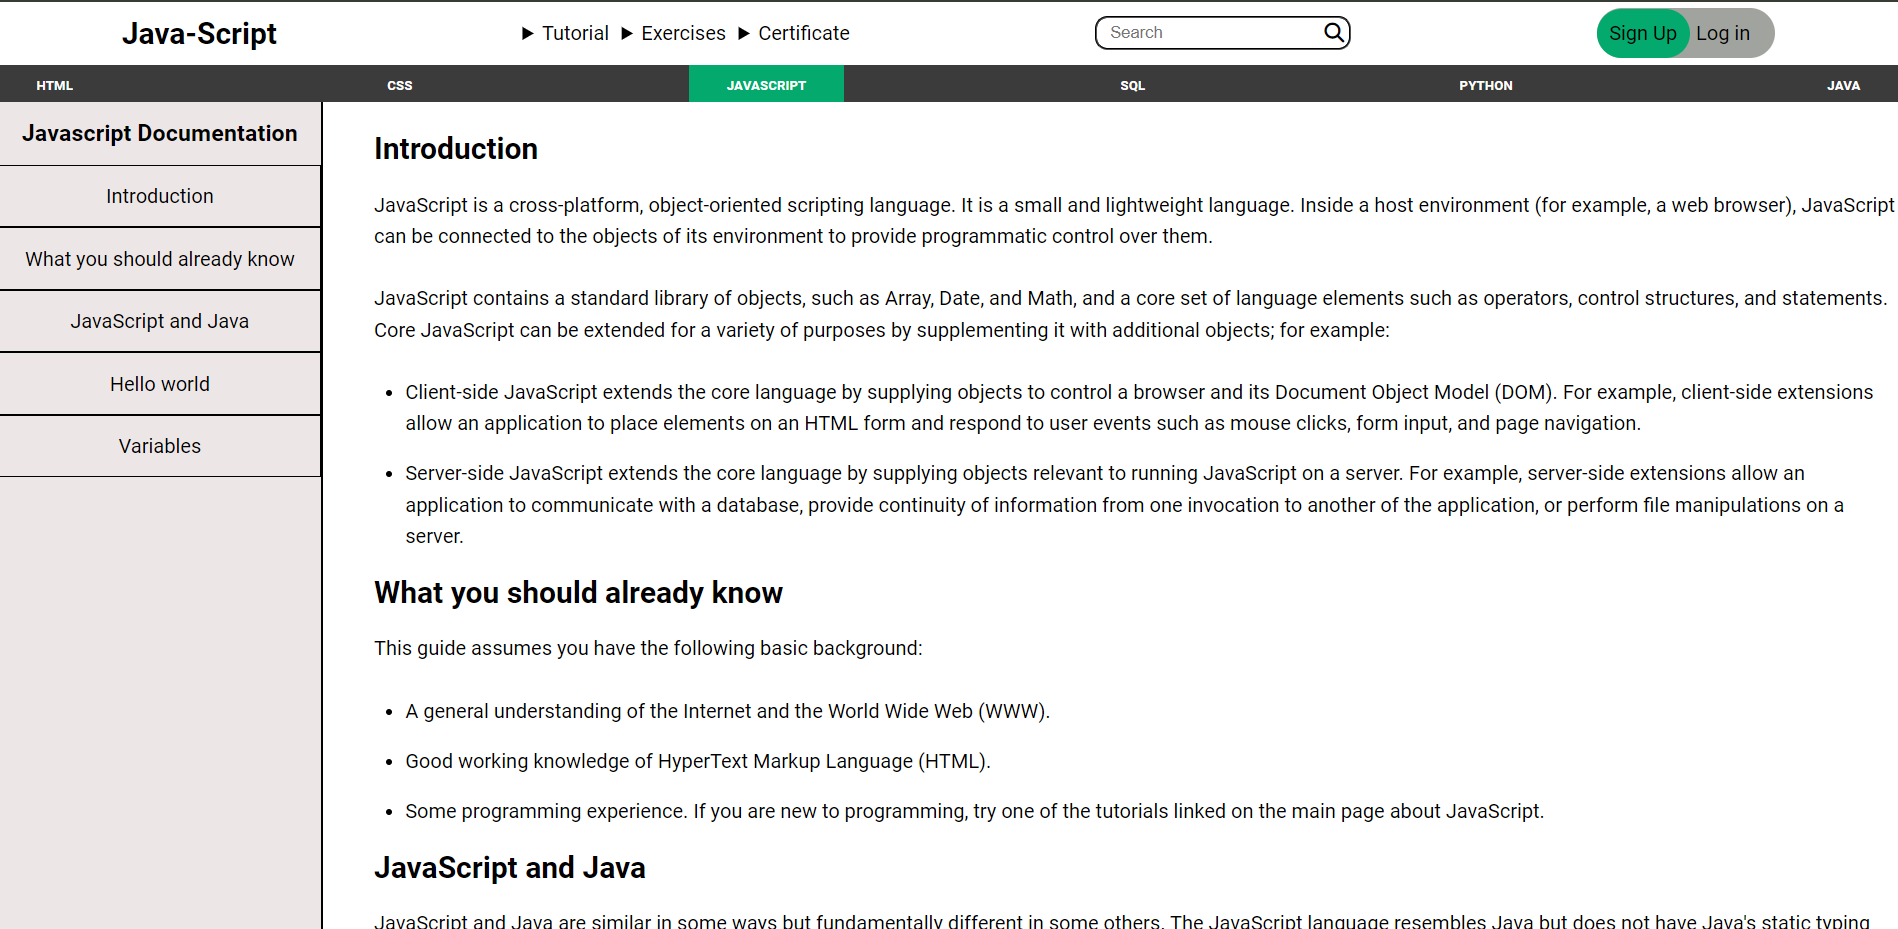 Java-Script
Tutorial Exercises Certificate
Search
Sign Up Log in
HTML CSS JAVASCRIPT SQL PYTHON JAVA
Javascript Documentation
Introduction
What you should already know
JavaScript and Java
Hello world
Variables
Introduction
JavaScript is a cross-platform, object-oriented scripting language. It is a small and lightweight language. Inside a host environment (for example, a web browser), JavaScript
can be connected to the objects of its environment to provide programmatic control over them.
JavaScript contains a standard library of objects, such as Array, Date, and Math, and a core set of language elements such as operators, control structures, and statements.
Core JavaScript can be extended for a variety of purposes by supplementing it with additional objects; for example:
• Client-side JavaScript extends the core language by supplying objects to control a browser and its Document Object Model (DOM). For example, client-side extensions
allow an application to place elements on an HTML form and respond to user events such as mouse clicks, form input, and page navigation.
• Server-side JavaScript extends the core language by supplying objects relevant to running JavaScript on a server. For example, server-side extensions allow an
application to communicate with a database, provide continuity of information from one invocation to another of the application, or perform file manipulations on a
server.
What you should already know
This guide assumes you have the following basic background:
• A general understanding of the Internet and the World Wide Web (WWW).
• Good working knowledge of HyperText Markup Language (HTML).
• Some programming experience. If you are new to programming, try one of the tutorials linked on the main page about JavaScript.
JavaScript and Java
JavaScript and Java are similar in some ways but fundamentally different in some others. The JavaScript language resembles Java but does not have Java's static typing